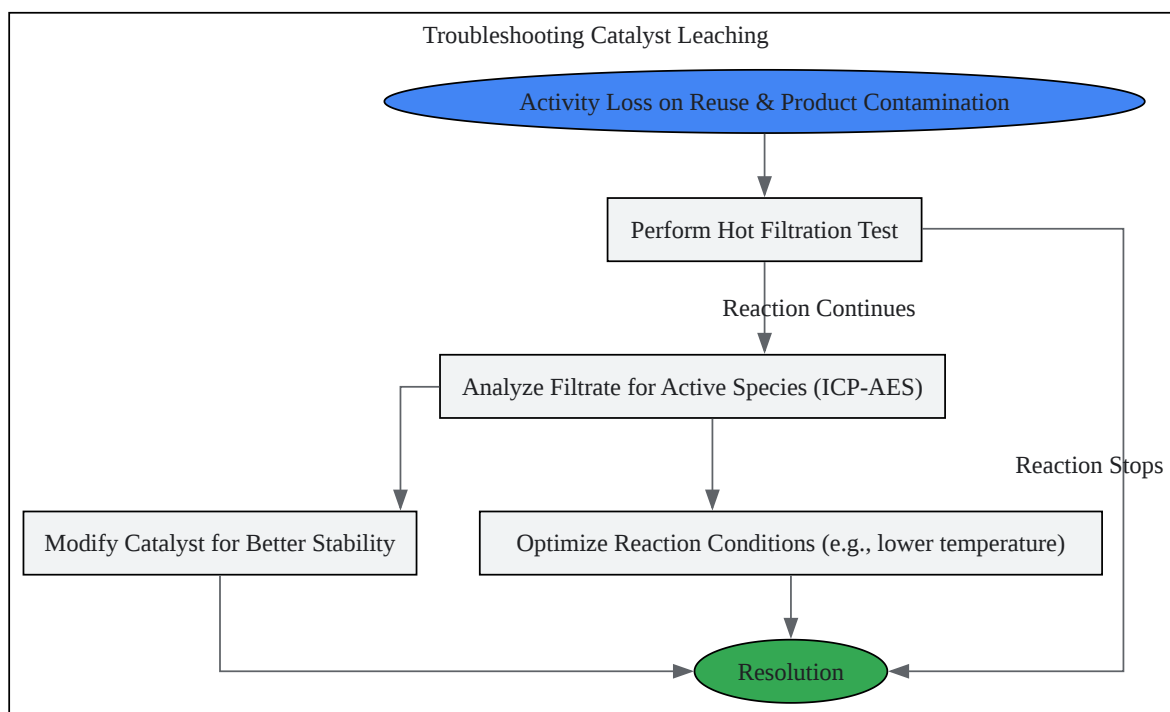 Troubleshooting Catalyst Leaching
Activity Loss on Reuse & Product Contamination
Perform Hot Filtration Test
Reaction Continues
Analyze Filtrate for Active Species (ICP-AES)
Reaction Stops
Modify Catalyst for Better Stability
Optimize Reaction Conditions (e.g., lower temperature)
Resolution